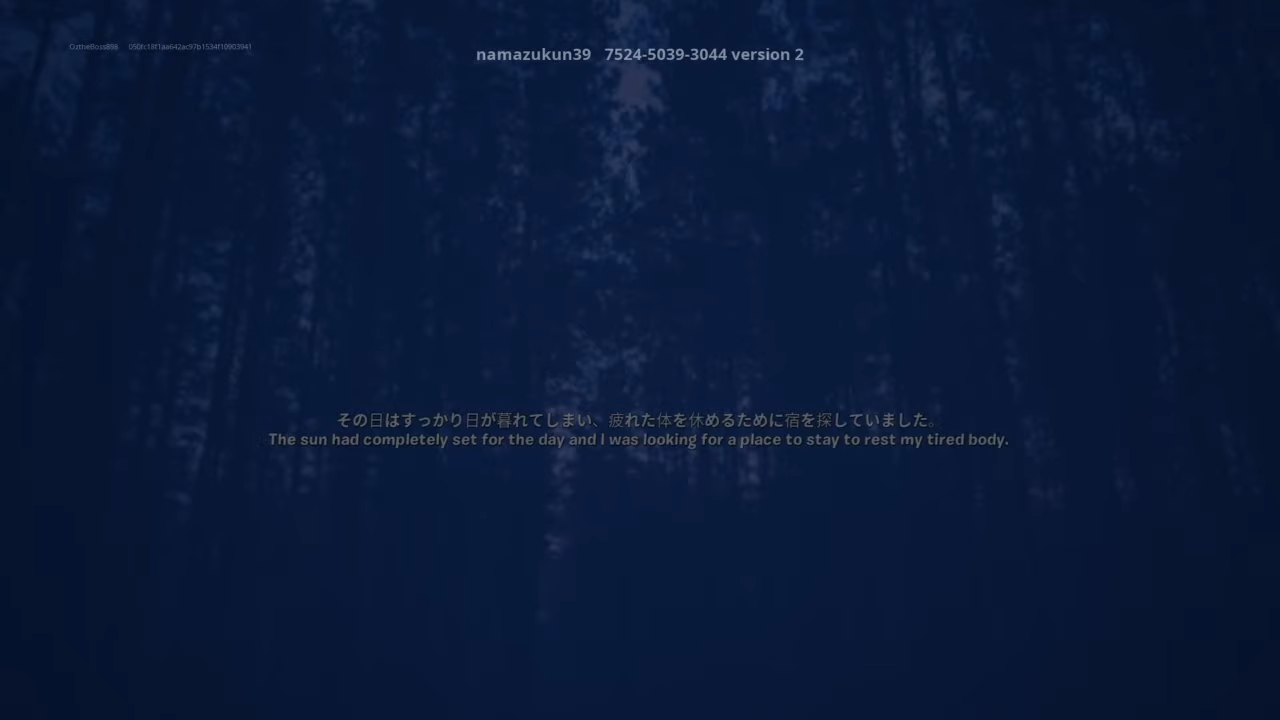 namazukun39 7524-5039-3044 version 2
その日はすっかり日が暮れてしまい、疲れた体を休めるために宿を探していました。
The sun had completely set for the day and I was looking for a place to stay to rest my tired body.